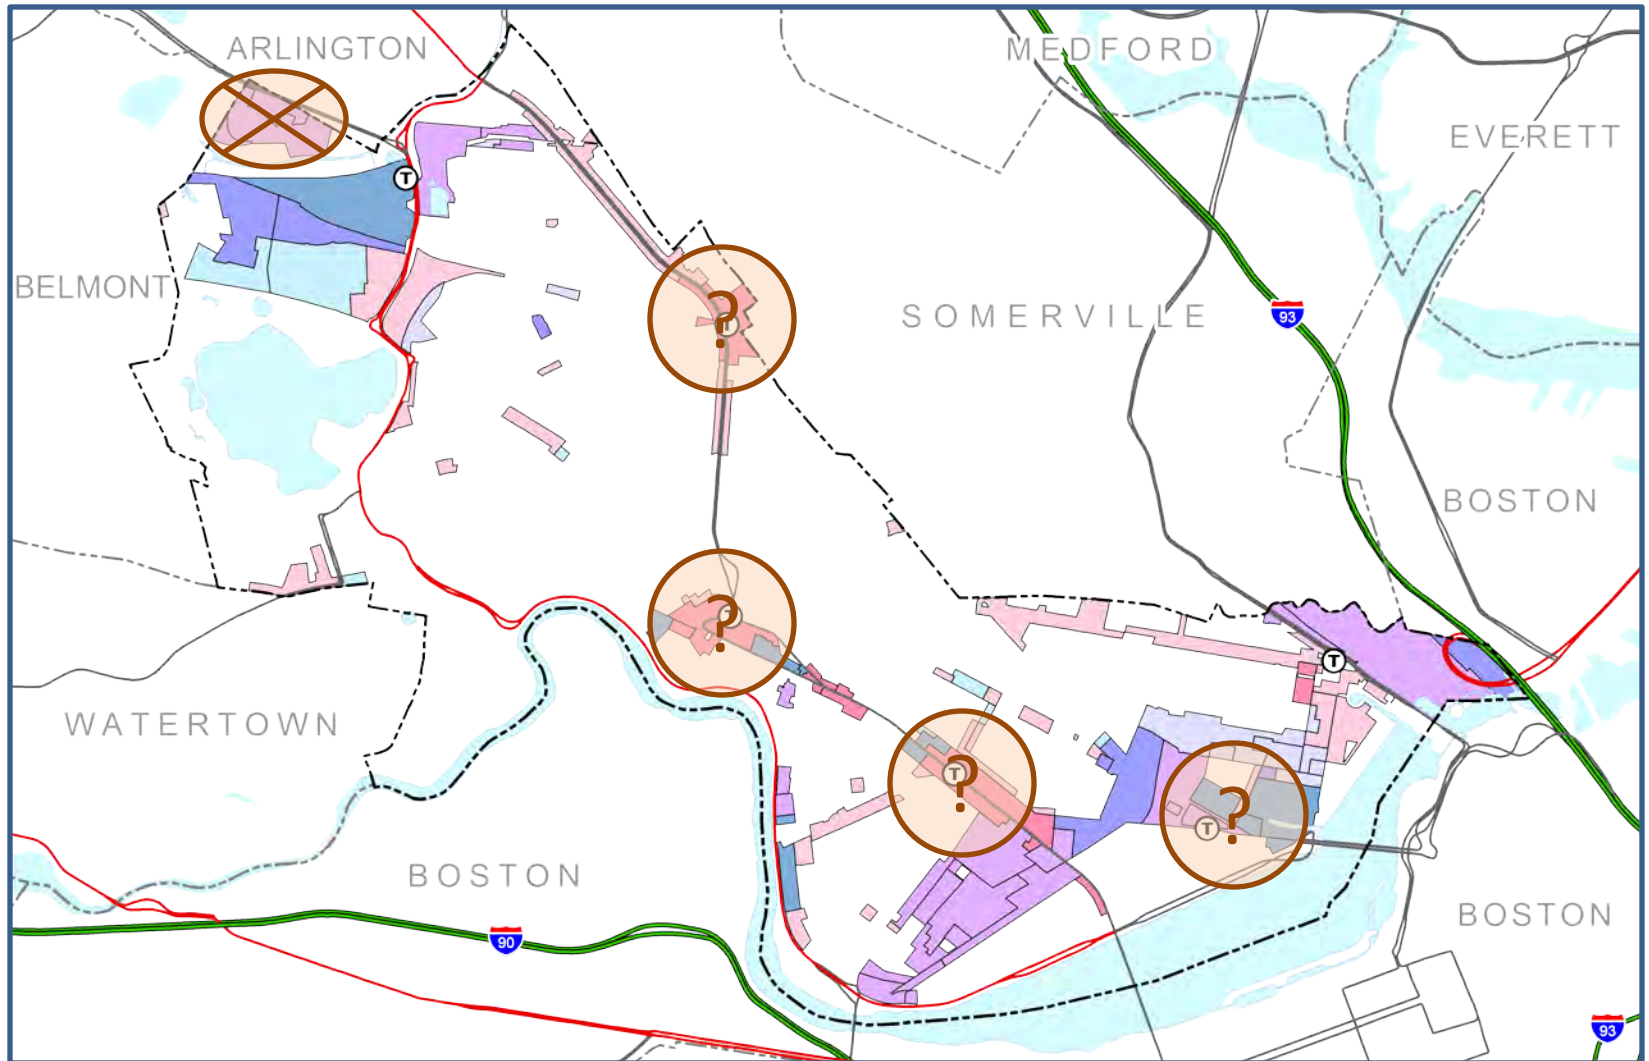 ARLINGTON
MEDFORD
EVERETT
T
BELMONT
?
T
SOMERVILLE
93
BOSTON
?
T
T
WATERTOWN
?
T
?
T
BOSTON
BOSTON
90
93